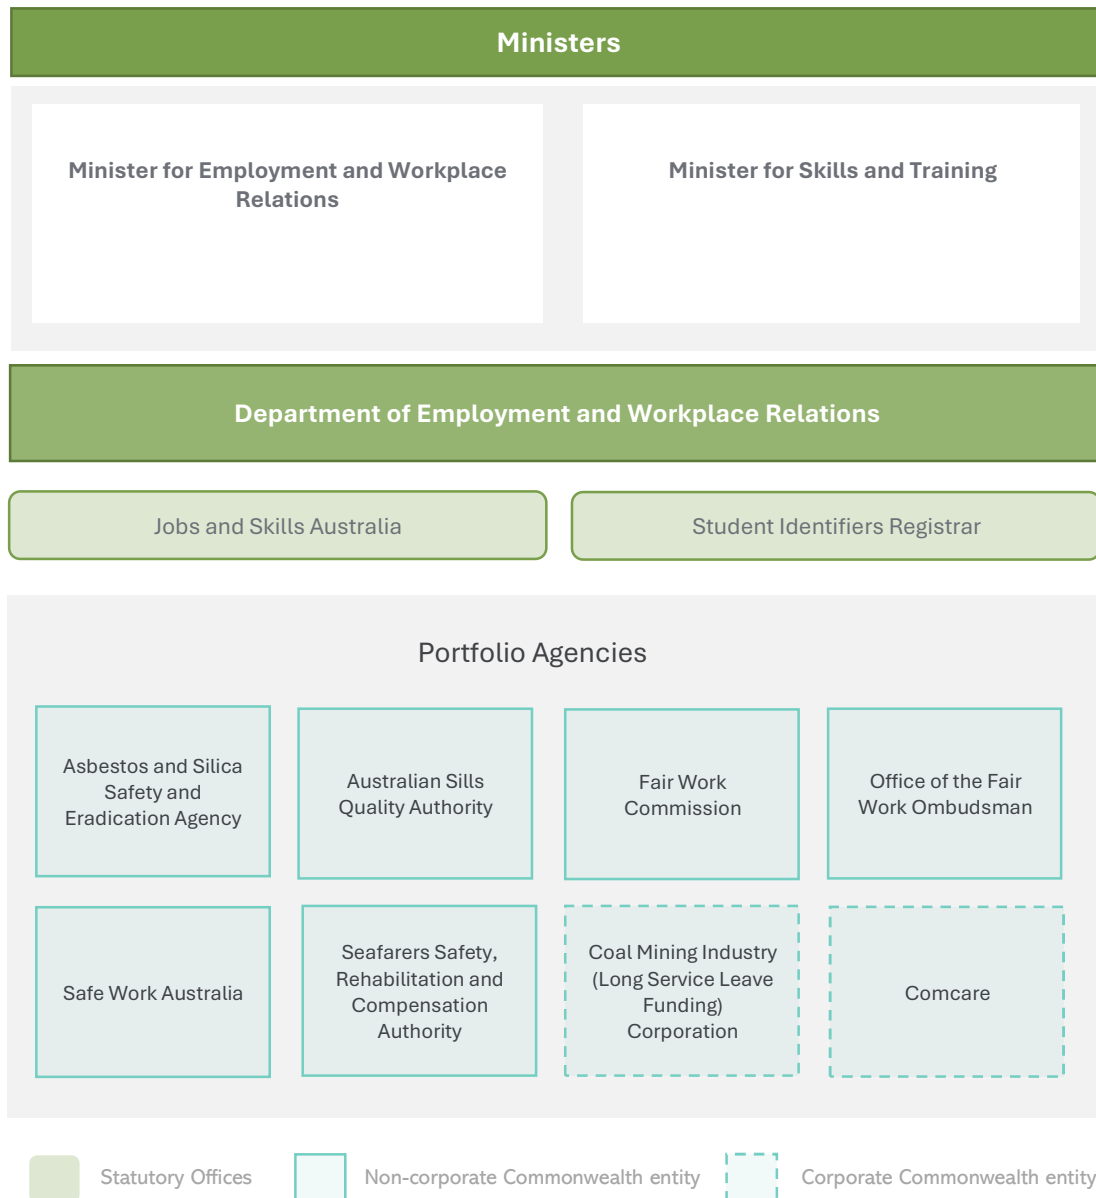 Ministers
Minister for Employment and Workplace
Relations
Minister for Skills and Training
Department of Employment and Workplace Relations
Jobs and Skills Australia
Student Identifiers Registrar
Portfolio Agencies
Asbestos and Silica
Safety and
Eradication Agency
Australian Sills
Quality Authority
Fair Work
Commission
Office of the Fair
Work Ombudsman
Safe Work Australia
Seafarers Safety,
Rehabilitation and
Compensation
Authority
Coal Mining Industry
(Long Service Leave
Funding)
Corporation
Comcare
Statutory Offices
Non-corporate Commonwealth entity
Corporate Commonwealth entity